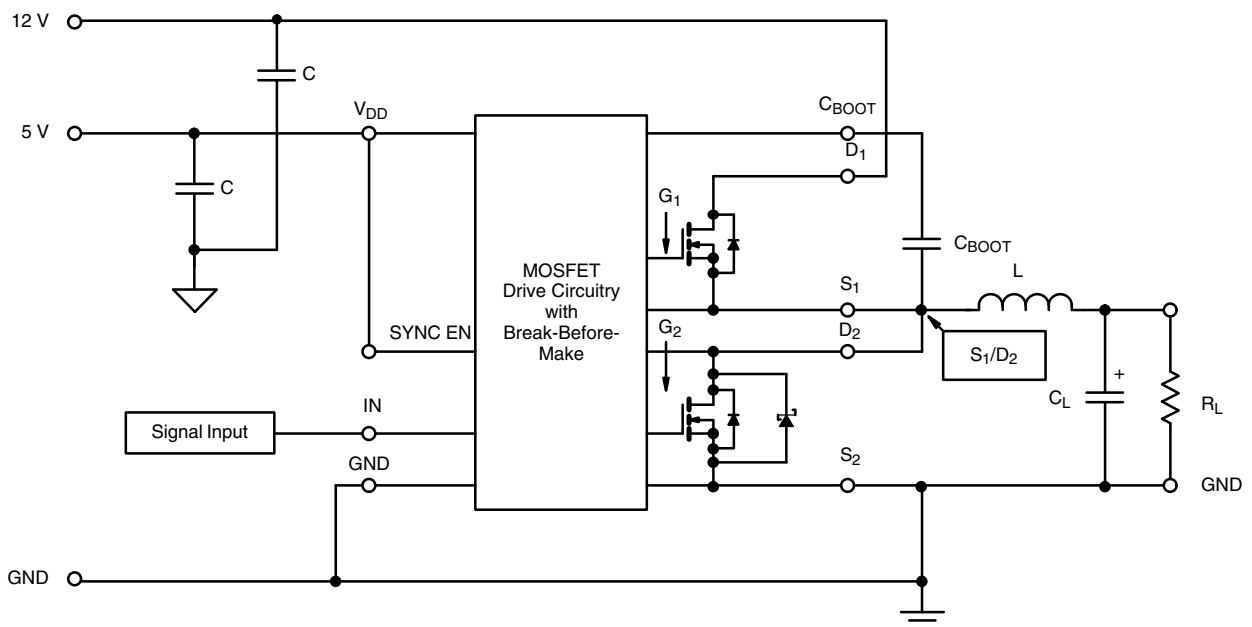 12 V
C
5 V
VDD
CBOOT
D1
C
G1
CBOOT
MOSFET
Drive Circuitry
with
Break-Before-
Make
L
S1
SYNC EN
G2
D2
S1/D2
+
CL
RL
IN
Signal Input
GND
S2
GND
GND